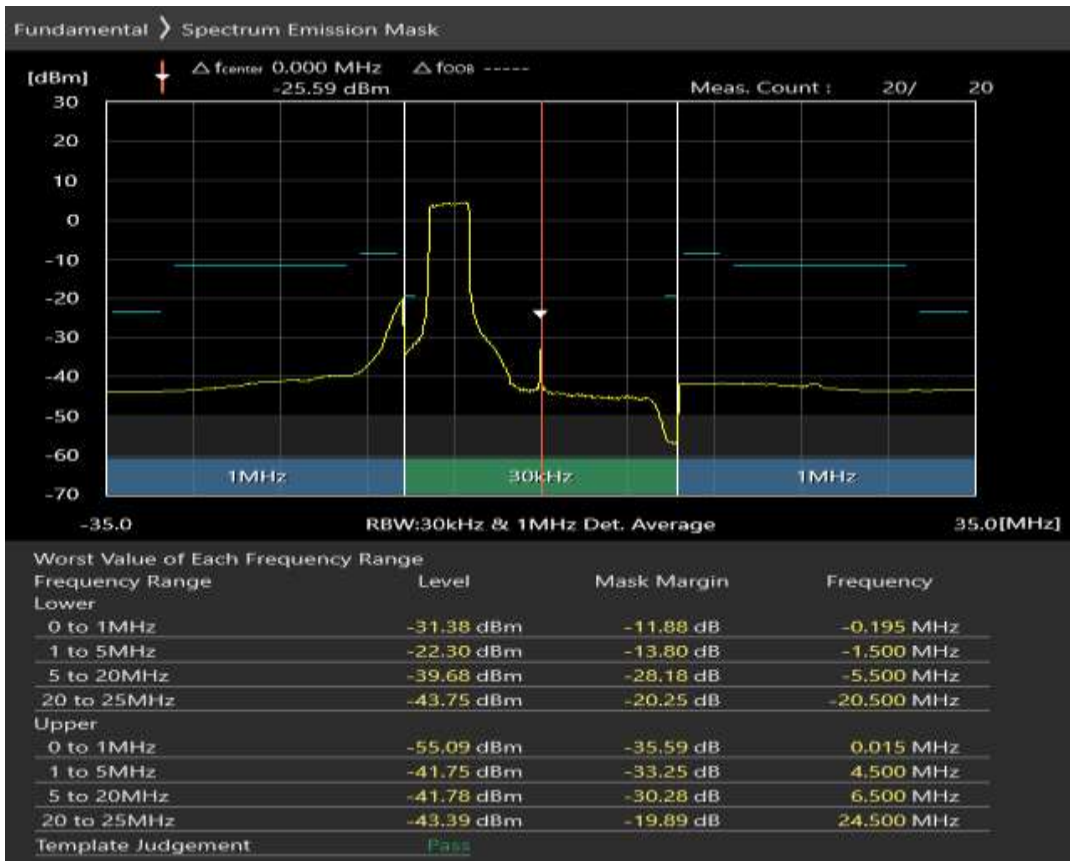 Fundamental ❯ Spectrum Emission Mask
△ fcenter 0.000 MHz △ fOOB -----
[dBm] -25.59 dBm Meas. Count : 20/ 20
30
20
10
0
-10
-20
-30
-40
-50
-60
1MHz 30kHz 1MHz
-70
-35.0 RBW:30kHz & 1MHz Det. Average 35.0[MHz]
Worst Value of Each Frequency Range
Frequency Range Level Mask Margin Frequency
Lower
0 to 1MHz -31.38 dBm -11.88 dB -0.195 MHz
1 to 5MHz -22.30 dBm -13.80 dB -1.500 MHz
5 to 20MHz -39.68 dBm -28.18 dB -5.500 MHz
20 to 25MHz -43.75 dBm -20.25 dB -20.500 MHz
Upper
0 to 1MHz -55.09 dBm -35.59 dB 0.015 MHz
1 to 5MHz -41.75 dBm -33.25 dB 4.500 MHz
5 to 20MHz -41.78 dBm -30.28 dB 6.500 MHz
20 to 25MHz -43.39 dBm -19.89 dB 24.500 MHz
Template Judgement Pass